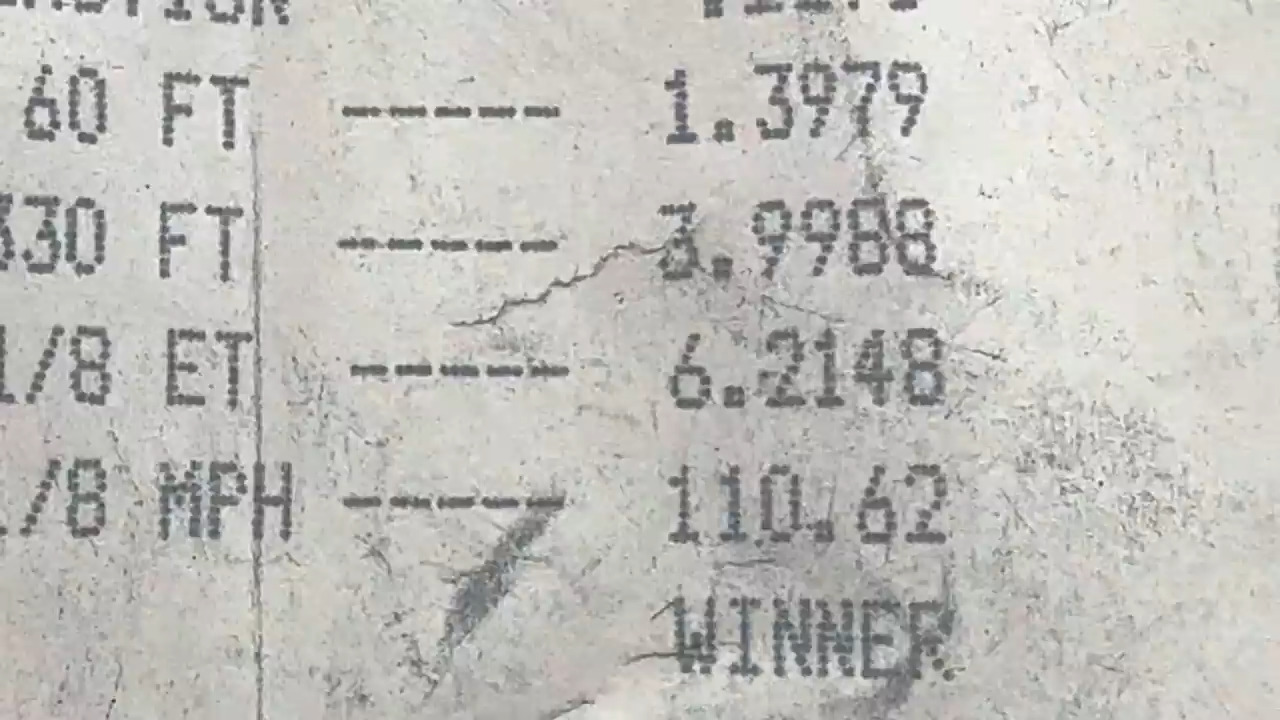 60 FT ----- 1.3979
330 FT ----- 3.9988
1/8 ET ----- 6.2148
1/8 MPH ----- 110.62
WINNER